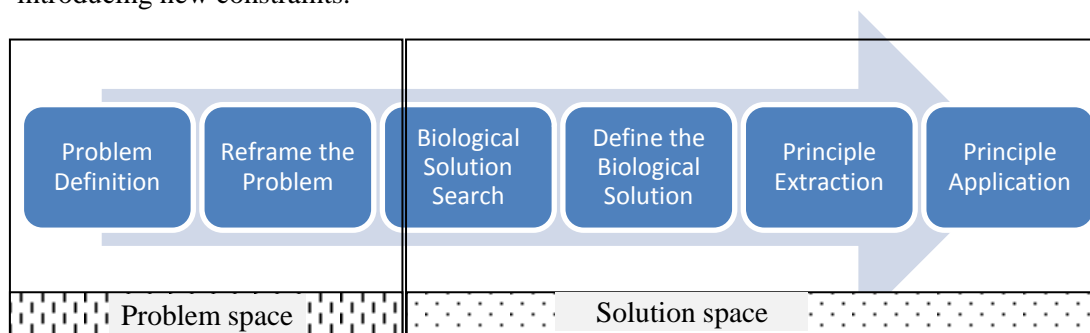 introducing new constraints.
Problem
Definition
Reframe the
Problem
Biological
Solution
Search
Define the
Biological
Solution
Principle
Extraction
Principle
Application
Problem space
Solution space